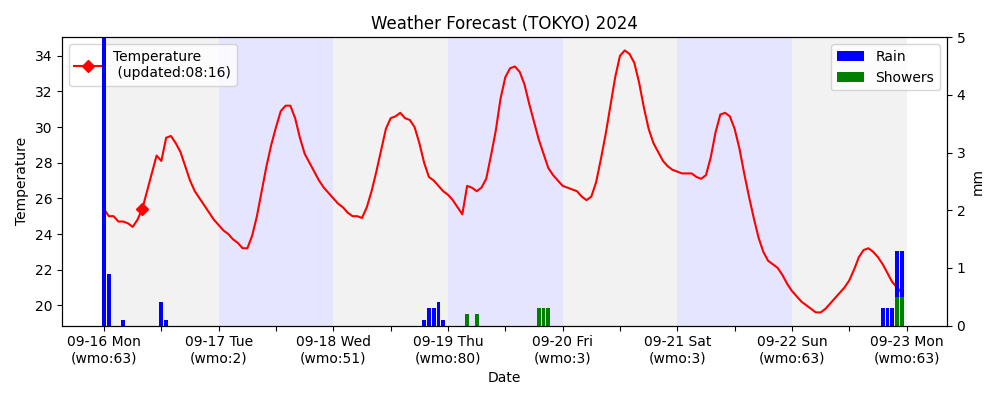 Weather Forecast (TOKYO) 2024
Temperature
(updated:08:16)
Rain
Showers
Temperature
34
32
30
28
26
24
22
20
5
4
3
2
1
0
mm
09-16 Mon
(wmo:63)
09-17 Tue
(wmo:2)
09-18 Wed
(wmo:51)
09-19 Thu
(wmo:80)
09-20 Fri
(wmo:3)
09-21 Sat
(wmo:3)
09-22 Sun
(wmo:63)
09-23 Mon
(wmo:63)
Date